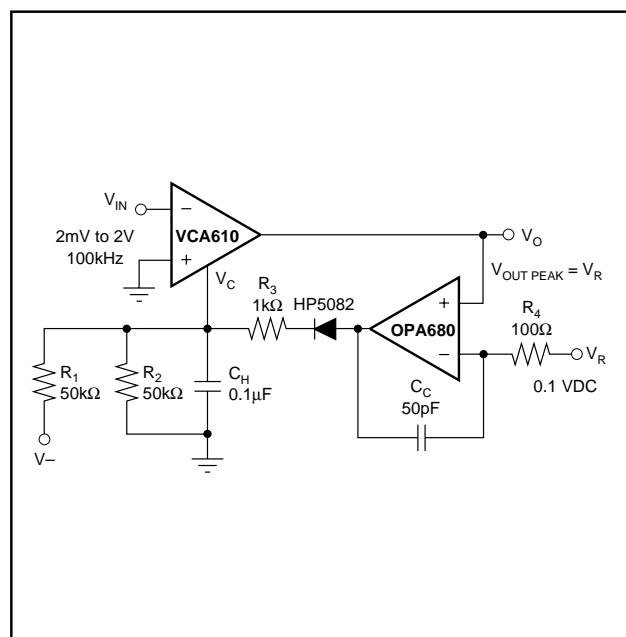 V_IN
−
VCA610
2mV to 2V
100kHz
+
V_C
V_O
V_OUT PEAK = V_R
R_3
1kΩ
HP5082
+
OPA680
−
R_4
100Ω
V_R
0.1 VDC
R_1
50kΩ
R_2
50kΩ
C_H
0.1µF
C_C
50pF
V−